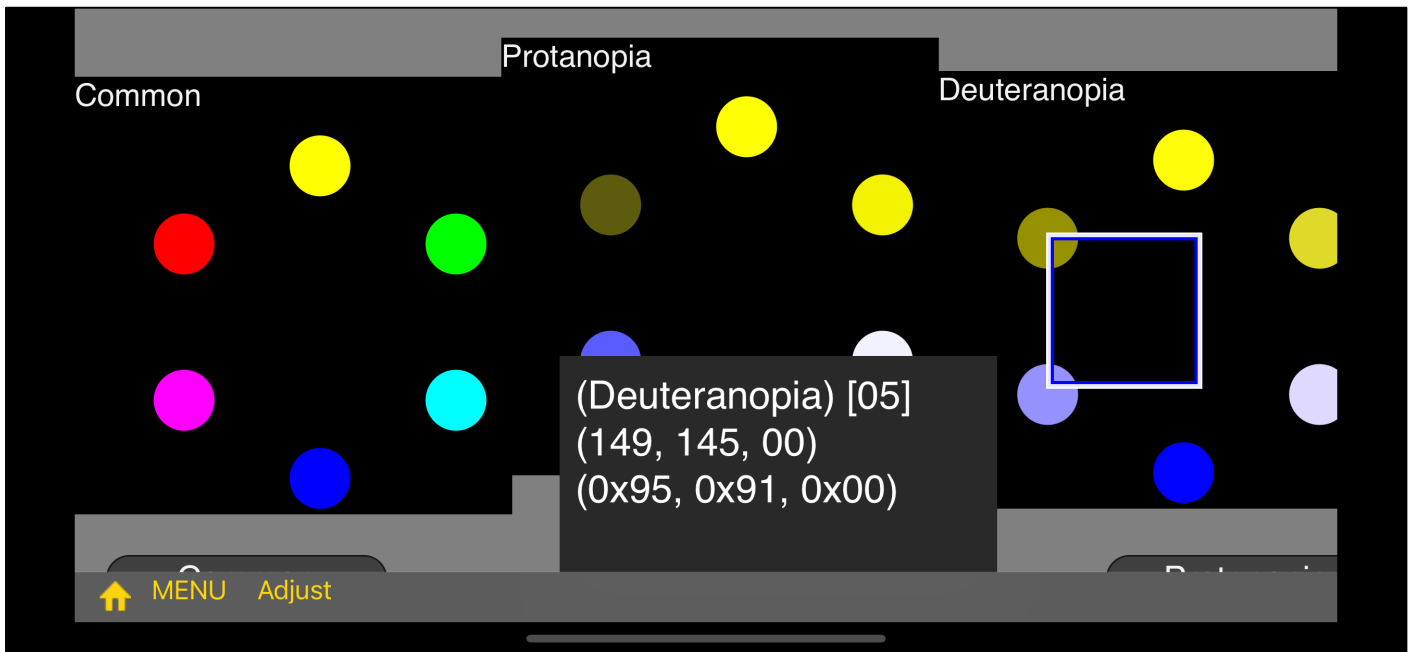 Protanopia
Common
Deuteranopia
(Deuteranopia) [05]
(149, 145, 00)
(0x95, 0x91, 0x00)
MENU Adjust